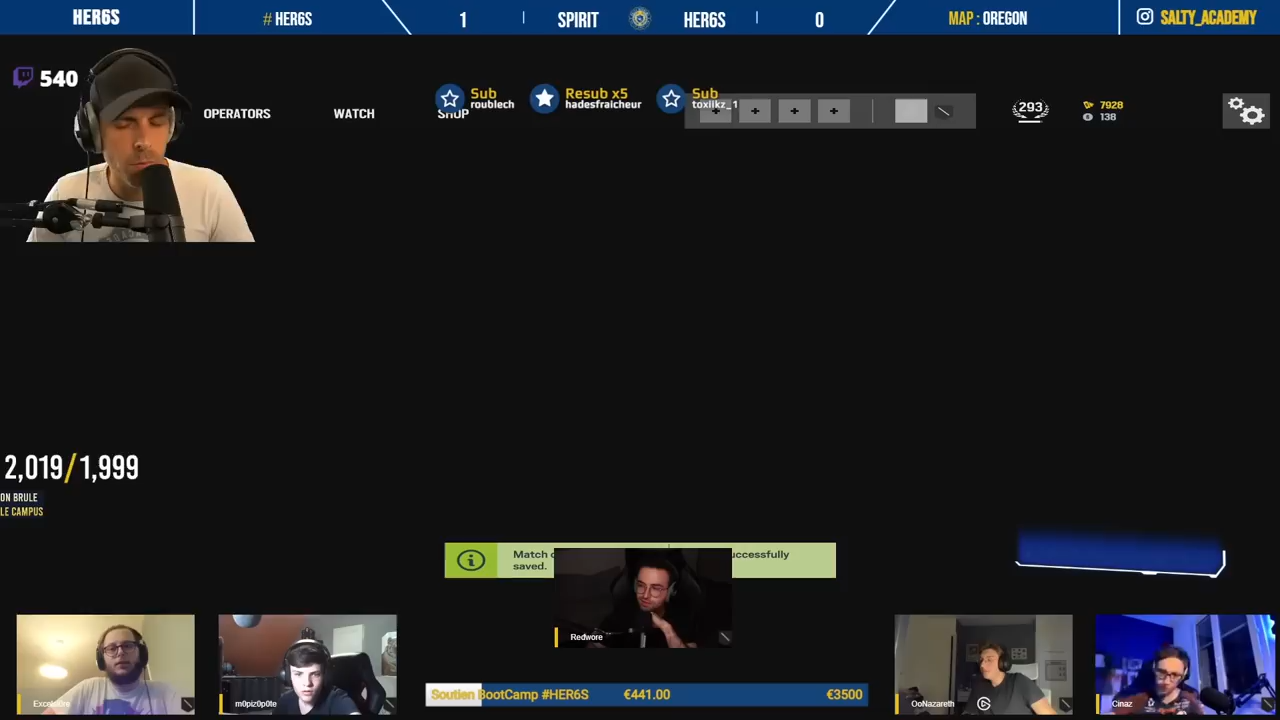 HER6S
#HER6S
1
SPIRIT
HER6S
0
MAP : OREGON
SALTY_ACADEMY
540
OPERATORS
WATCH
SHOP
Sub
roublech
Resub x5
hadesfraicheur
Sub
toxiikz_1
293
7928
138
2,019/1,999
ON BRULE
LE CAMPUS
Match
uccessfully
saved.
Redwore
m0piz0p0te
OoNazareth
Cinaz
Soutien BootCamp #HER6S
€441.00
€3500